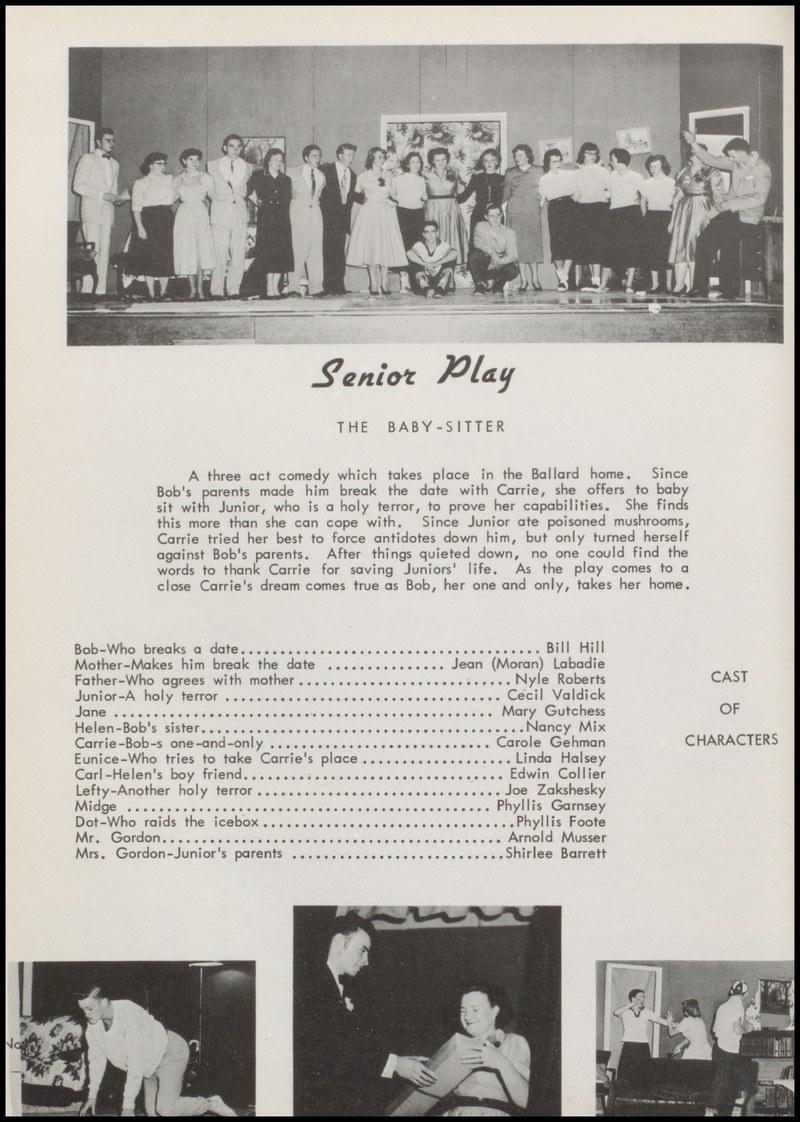 Senior Play
THE BABY-SITTER
A three act comedy which takes place in the Ballard home. Since
Bob's parents made him break the date with Carrie, she offers to baby
sit with Junior, who is a holy terror, to prove her capabilities. She finds
this more than she can cope with. Since Junior ate poisoned mushrooms,
Carrie tried her best to force antidotes down him, but only turned herself
against Bob's parents. After things quieted down, no one could find the
words to thank Carrie for saving Juniors' life. As the play comes to a
close Carrie's dream comes true as Bob, her one and only, takes her home.
Bob-Who breaks a date....................................... Bill Hill
Mother-Makes him break the date ............... Jean (Moran) Labadie
Father-Who agrees with mother........................... Nyle Roberts
Junior-A holy terror .................................... Cecil Valdick
Jane ................................................. Mary Gutchess
Helen-Bob's sister..........................................Nancy Mix
Carrie-Bob-s one-and-only ............................. Carole Gehman
Eunice-Who tries to take Carrie's place.................... Linda Halsey
Carl-Helen's boy friend.................................. Edwin Collier
Lefty-Another holy terror................................ Joe Zakshesky
Midge ............................................... Phyllis Garnsey
Dot-Who raids the icebox.................................Phyllis Foote
Mr. Gordon............................................ Arnold Musser
Mrs. Gordon-Junior's parents ............................Shirlee Barrett
CAST
OF
CHARACTERS